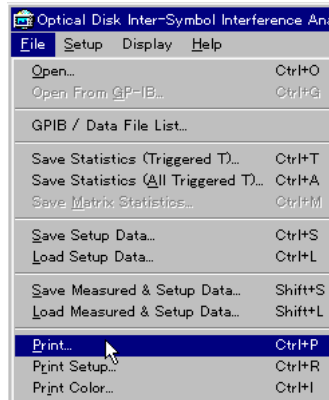 Optical Disk Inter-Symbol Interference
File Setup Display Help
Open... Ctrl+O
Open From GP-IB... Ctrl+G
GPIB / Data File List...
Save Statistics (Triggered T)... Ctrl+T
Save Statistics (All Triggered T)... Ctrl+A
Save Matrix Statistics... Ctrl+M
Save Setup Data... Ctrl+S
Load Setup Data... Ctrl+L
Save Measured & Setup Data... Shift+S
Load Measured & Setup Data... Shift+L
Print... Ctrl+P
Print Setup... Ctrl+R
Print Color... Ctrl+I